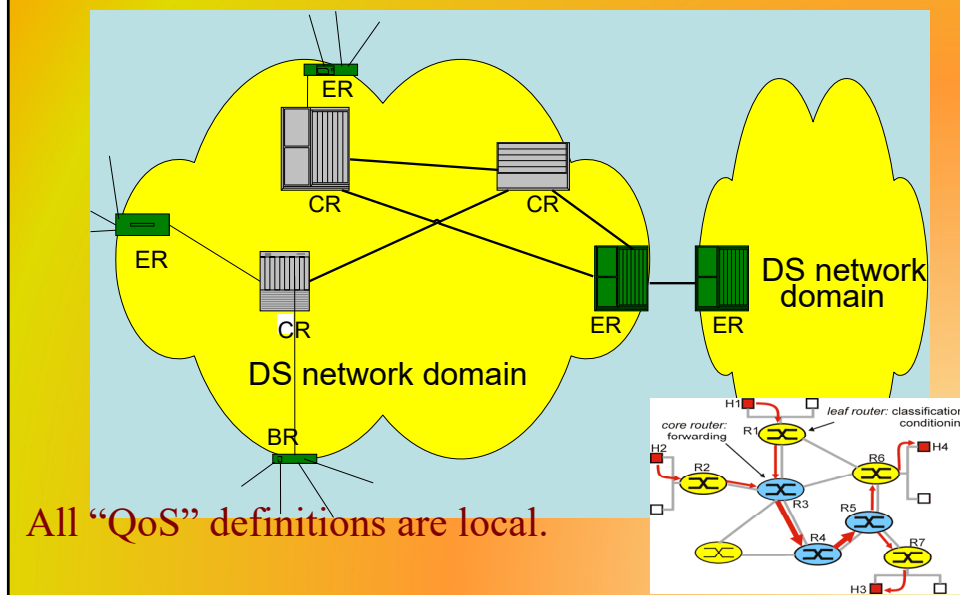 ER
CR
CR
ER
CR
ER
ER
DS network
domain
DS network domain
BR
All “QoS” definitions are local.
H1
leaf router: classification
conditionin
core router:
forwarding
R1
H2
R2
R3
R6
H4
R5
R4
R7
H3